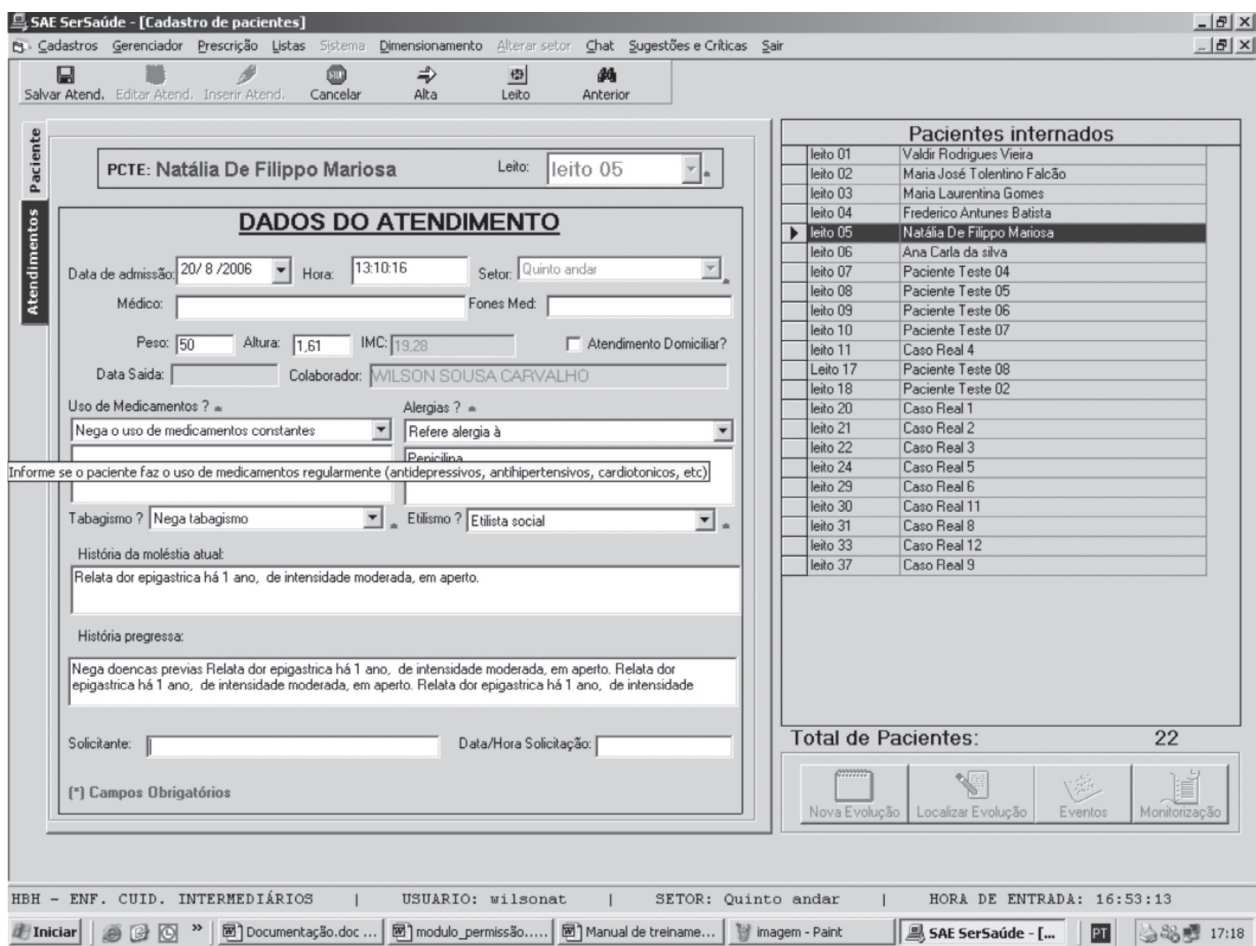 SAE SerSaúde - [Cadastro de pacientes]
Cadastros Gerenciador Prescrição Listas Sistema Dimensionamento Alterar setor Chat Sugestões e Críticas Sair
Salvar Atend. Editar Atend. Inserir Atend. Cancelar Alta Leito Anterior
Paciente
Atendimentos
PCTE: Natália De Filippo Mariosa Leito: leito 05
DADOS DO ATENDIMENTO
Data de admissão: 20/ 8 /2006 Hora: 13:10:16 Setor: Quinto andar
Médico: Fones Med:
Peso: 50 Altura: 1,61 IMC: 19,28 Atendimento Domiciliar?
Data Saida: Colaborador: WILSON SOUSA CARVALHO
Uso de Medicamentos ? Alergias ?
Nega o uso de medicamentos constantes Refere alergia à
Penicilina
Informe se o paciente faz o uso de medicamentos regularmente (antidepressivos, antihipertensivos, cardiotonicos, etc)
Tabagismo ? Nega tabagismo Etilismo ? Etilista social
História da moléstia atual:
Relata dor epigastrica há 1 ano, de intensidade moderada, em aperto.
História pregressa:
Nega doencas previas Relata dor epigastrica há 1 ano, de intensidade moderada, em aperto. Relata dor
epigastrica há 1 ano, de intensidade moderada, em aperto. Relata dor epigastrica há 1 ano, de intensidade
Solicitante: Data/Hora Solicitação:
(*) Campos Obrigatórios
Pacientes internados
leito 01 Valdir Rodrigues Vieira
leito 02 Maria José Tolentino Falcão
leito 03 Maria Laurentina Gomes
leito 04 Frederico Antunes Batista
leito 05 Natália De Filippo Mariosa
leito 06 Ana Carla da silva
leito 07 Paciente Teste 04
leito 08 Paciente Teste 05
leito 09 Paciente Teste 06
leito 10 Paciente Teste 07
leito 11 Caso Real 4
Leito 17 Paciente Teste 08
leito 18 Paciente Teste 02
leito 20 Caso Real 1
leito 21 Caso Real 2
leito 22 Caso Real 3
leito 24 Caso Real 5
leito 29 Caso Real 6
leito 30 Caso Real 11
leito 31 Caso Real 8
leito 33 Caso Real 12
leito 37 Caso Real 9
Total de Pacientes: 22
Nova Evolução Localizar Evolução Eventos Monitorização
HBH - ENF. CUID. INTERMEDIÁRIOS | USUARIO: wilsonat | SETOR: Quinto andar | HORA DE ENTRADA: 16:53:13
Iniciar » Documentação.doc ... modulo_permissão..... Manual de treiname... imagem - Paint SAE SerSaúde - [... PT 17:18